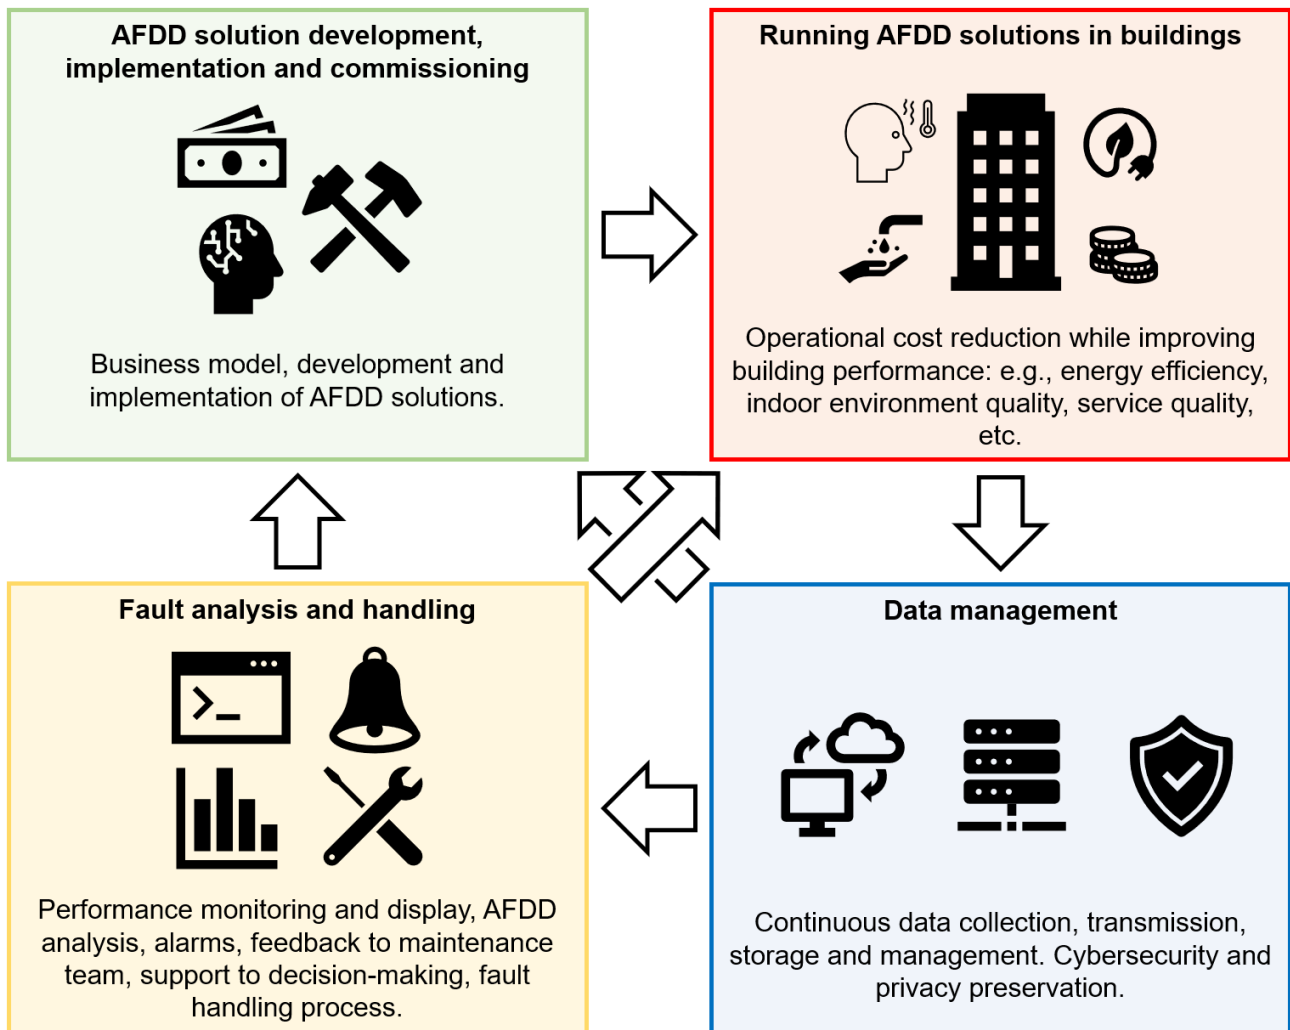 AFDD solution development,
implementation and commissioning
Business model, development and
implementation of AFDD solutions.
Running AFDD solutions in buildings
Operational cost reduction while improving
building performance: e.g., energy efficiency,
indoor environment quality, service quality,
etc.
Fault analysis and handling
Performance monitoring and display, AFDD
analysis, alarms, feedback to maintenance
team, support to decision-making, fault
handling process.
Data management
Continuous data collection, transmission,
storage and management. Cybersecurity and
privacy preservation.